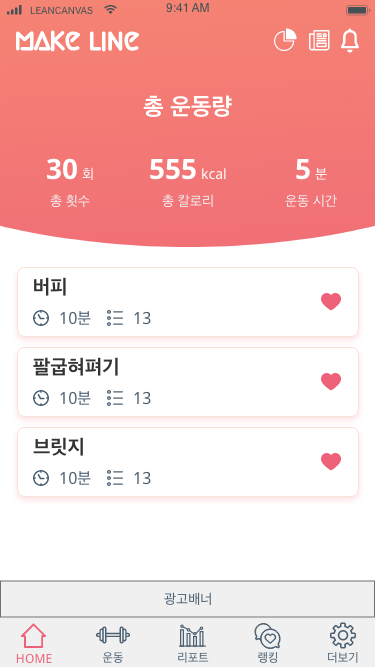 LEANCANVAS 9:41 AM
MAKE LINE
총 운동량
30 회 555 kcal 5 분
총 횟수 총 칼로리 운동 시간
버피
10분 13
팔굽혀펴기
10분 13
브릿지
10분 13
광고배너
HOME 운동 리포트 랭킹 더보기